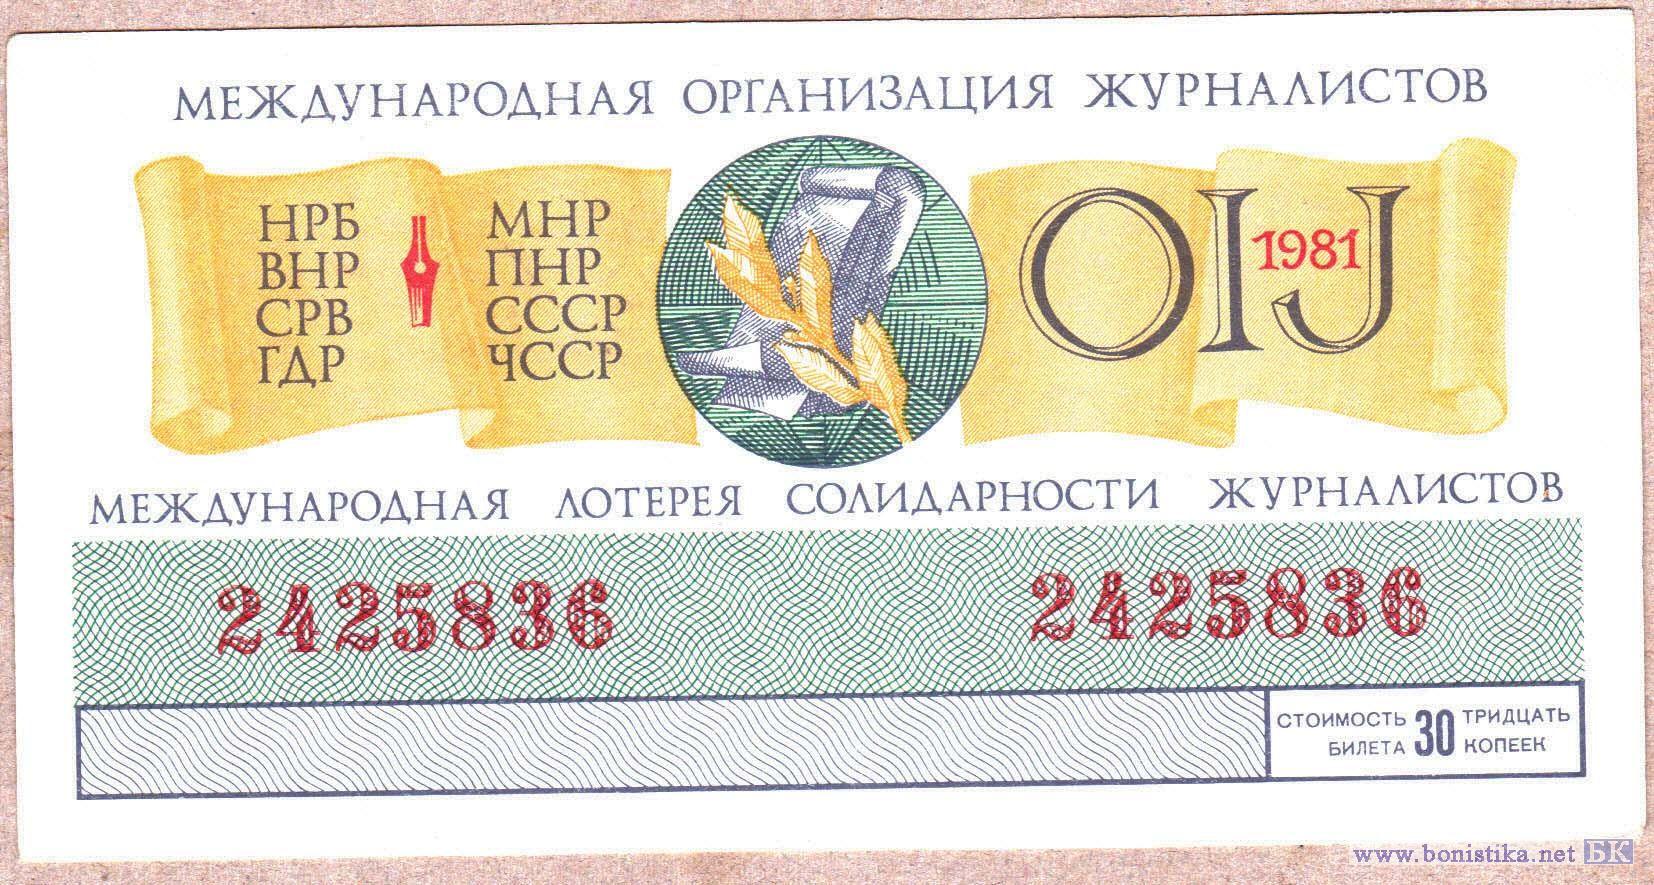 МЕЖДУНАРОДНАЯ ОРГАНИЗАЦИЯ ЖУРНАЛИСТОВ
НРБ
ВНР
СРВ
ГДР
МНР
ПНР
СССР
ЧССР
OIJ
1981
МЕЖДУНАРОДНАЯ ЛОТЕРЕЯ СОЛИДАРНОСТИ ЖУРНАЛИСТОВ
2425836 2425836
СТОИМОСТЬ БИЛЕТА 30 ТРИДЦАТЬ КОПЕЕК
www.bonistika.net БК